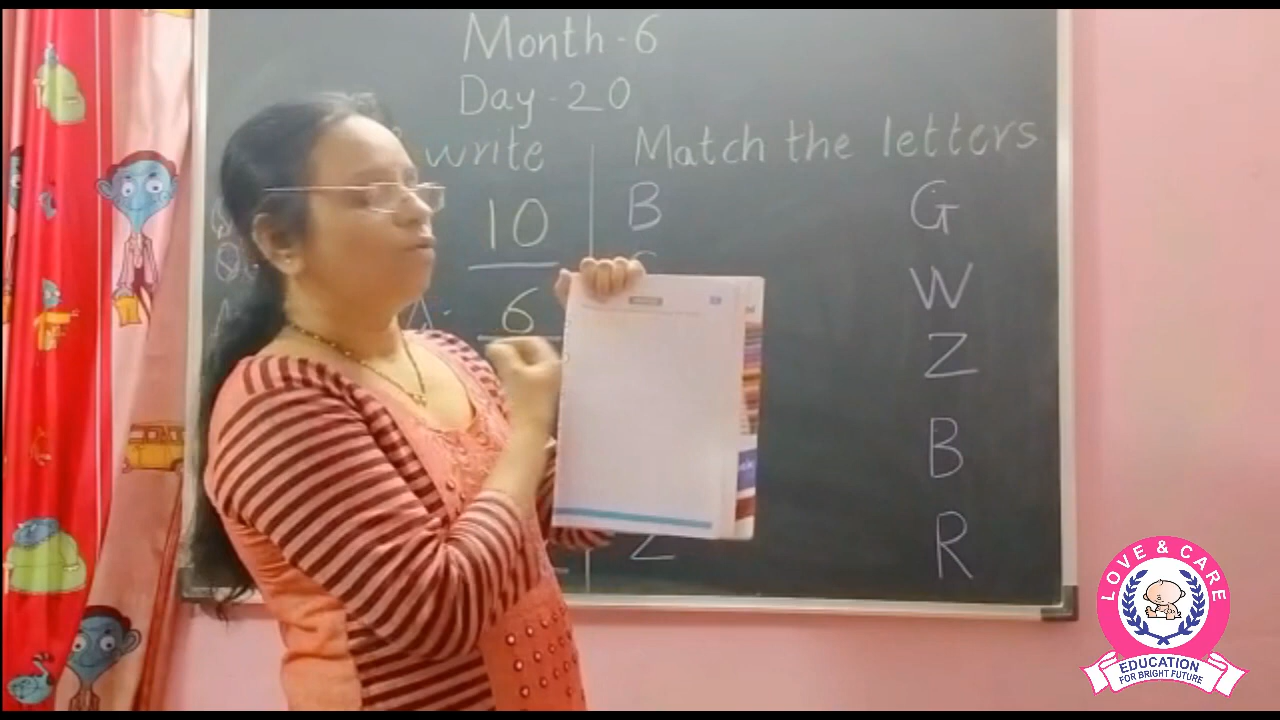 Month - 6
Day - 20
write
10
6
Match the letters
B G
W
Z
B
Z R
LOVE & CARE
EDUCATION
FOR BRIGHT FUTURE